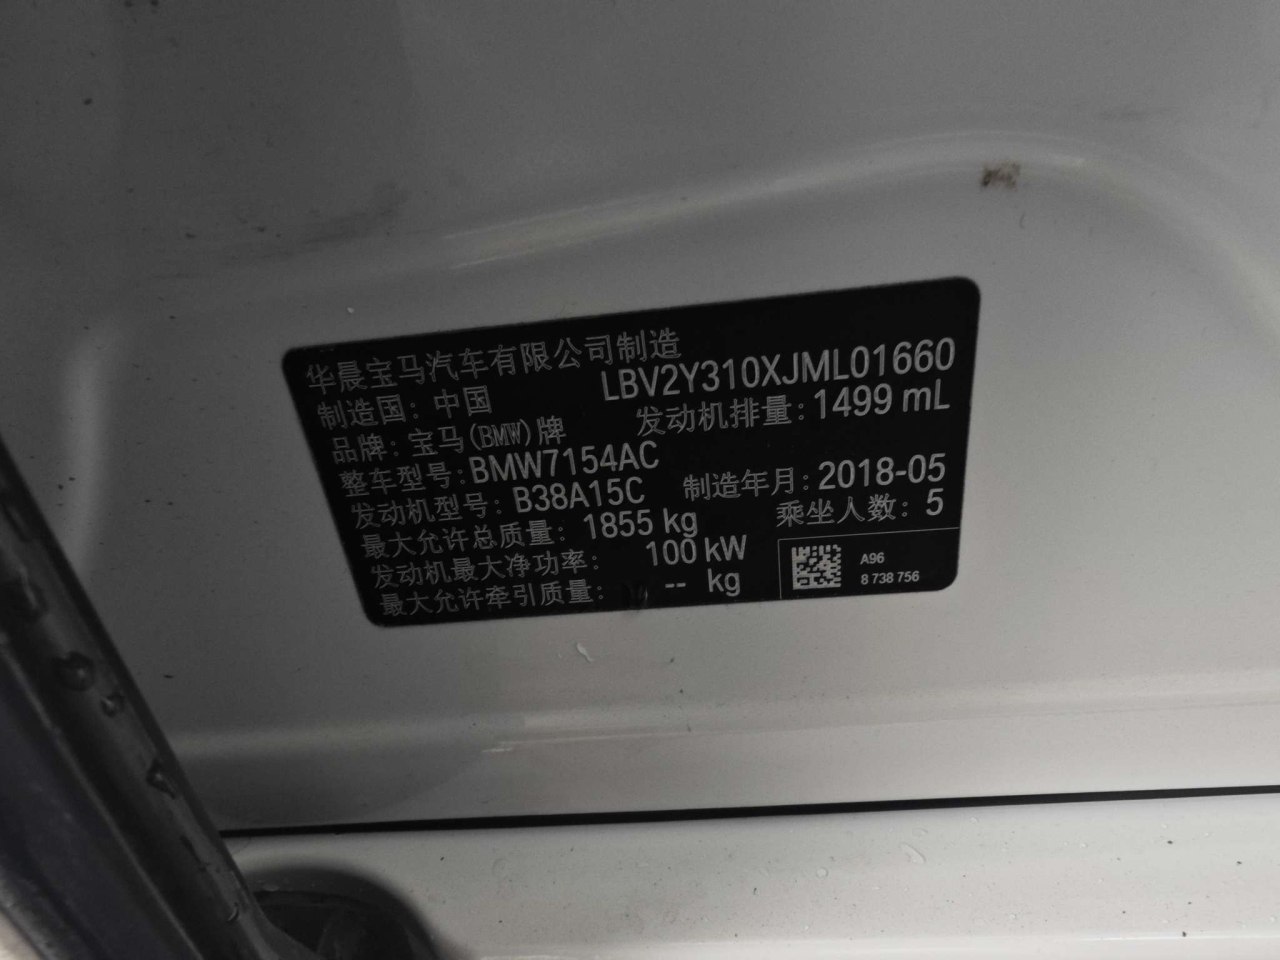 华晨宝马汽车有限公司制造
制造国：中国 LBV2Y310XJML01660
品牌：宝马(BMW)牌 发动机排量：1499 mL
整车型号：BMW7154AC
发动机型号：B38A15C 制造年月：2018-05
最大允许总质量：1855 kg 乘坐人数：5
发动机最大净功率：100 kW
最大允许牵引质量：-- kg
A96
8 738 756